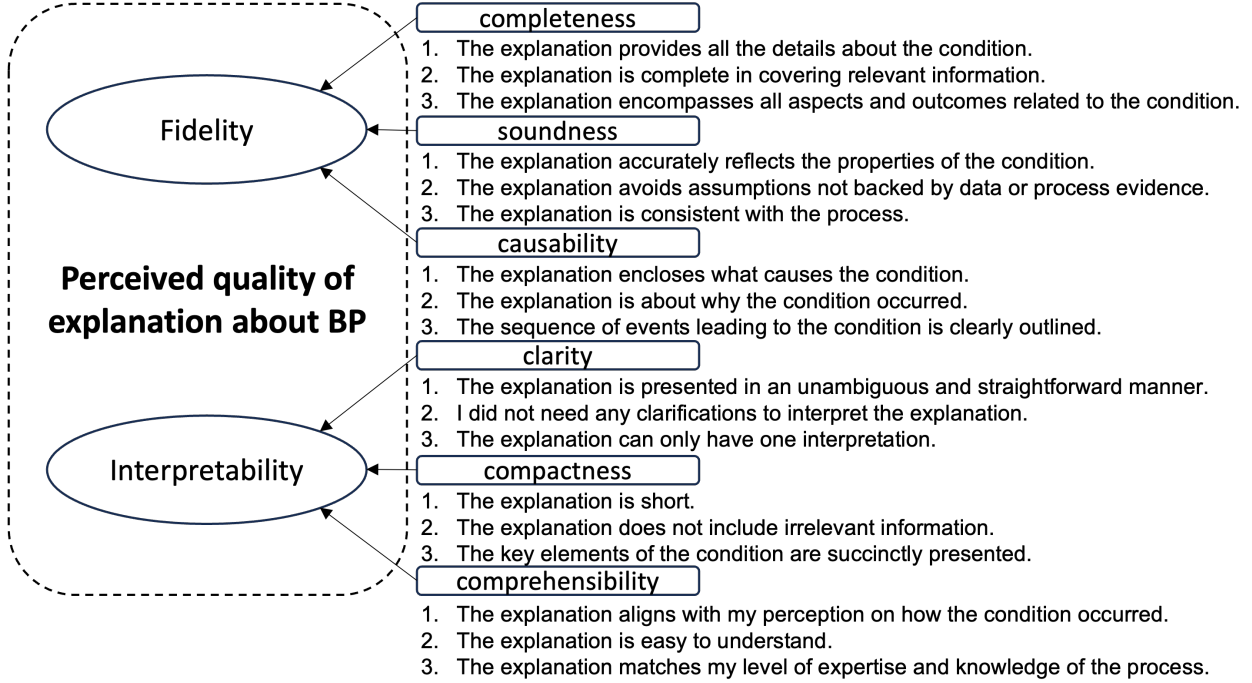 completeness
1. The explanation provides all the details about the condition.
2. The explanation is complete in covering relevant information.
3. The explanation encompasses all aspects and outcomes related to the condition.
Fidelity
soundness
1. The explanation accurately reflects the properties of the condition.
2. The explanation avoids assumptions not backed by data or process evidence.
3. The explanation is consistent with the process.
causability
1. The explanation encloses what causes the condition.
2. The explanation is about why the condition occurred.
3. The sequence of events leading to the condition is clearly outlined.
Perceived quality of
explanation about BP
clarity
1. The explanation is presented in an unambiguous and straightforward manner.
2. I did not need any clarifications to interpret the explanation.
3. The explanation can only have one interpretation.
Interpretability
compactness
1. The explanation is short.
2. The explanation does not include irrelevant information.
3. The key elements of the condition are succinctly presented.
comprehensibility
1. The explanation aligns with my perception on how the condition occurred.
2. The explanation is easy to understand.
3. The explanation matches my level of expertise and knowledge of the process.